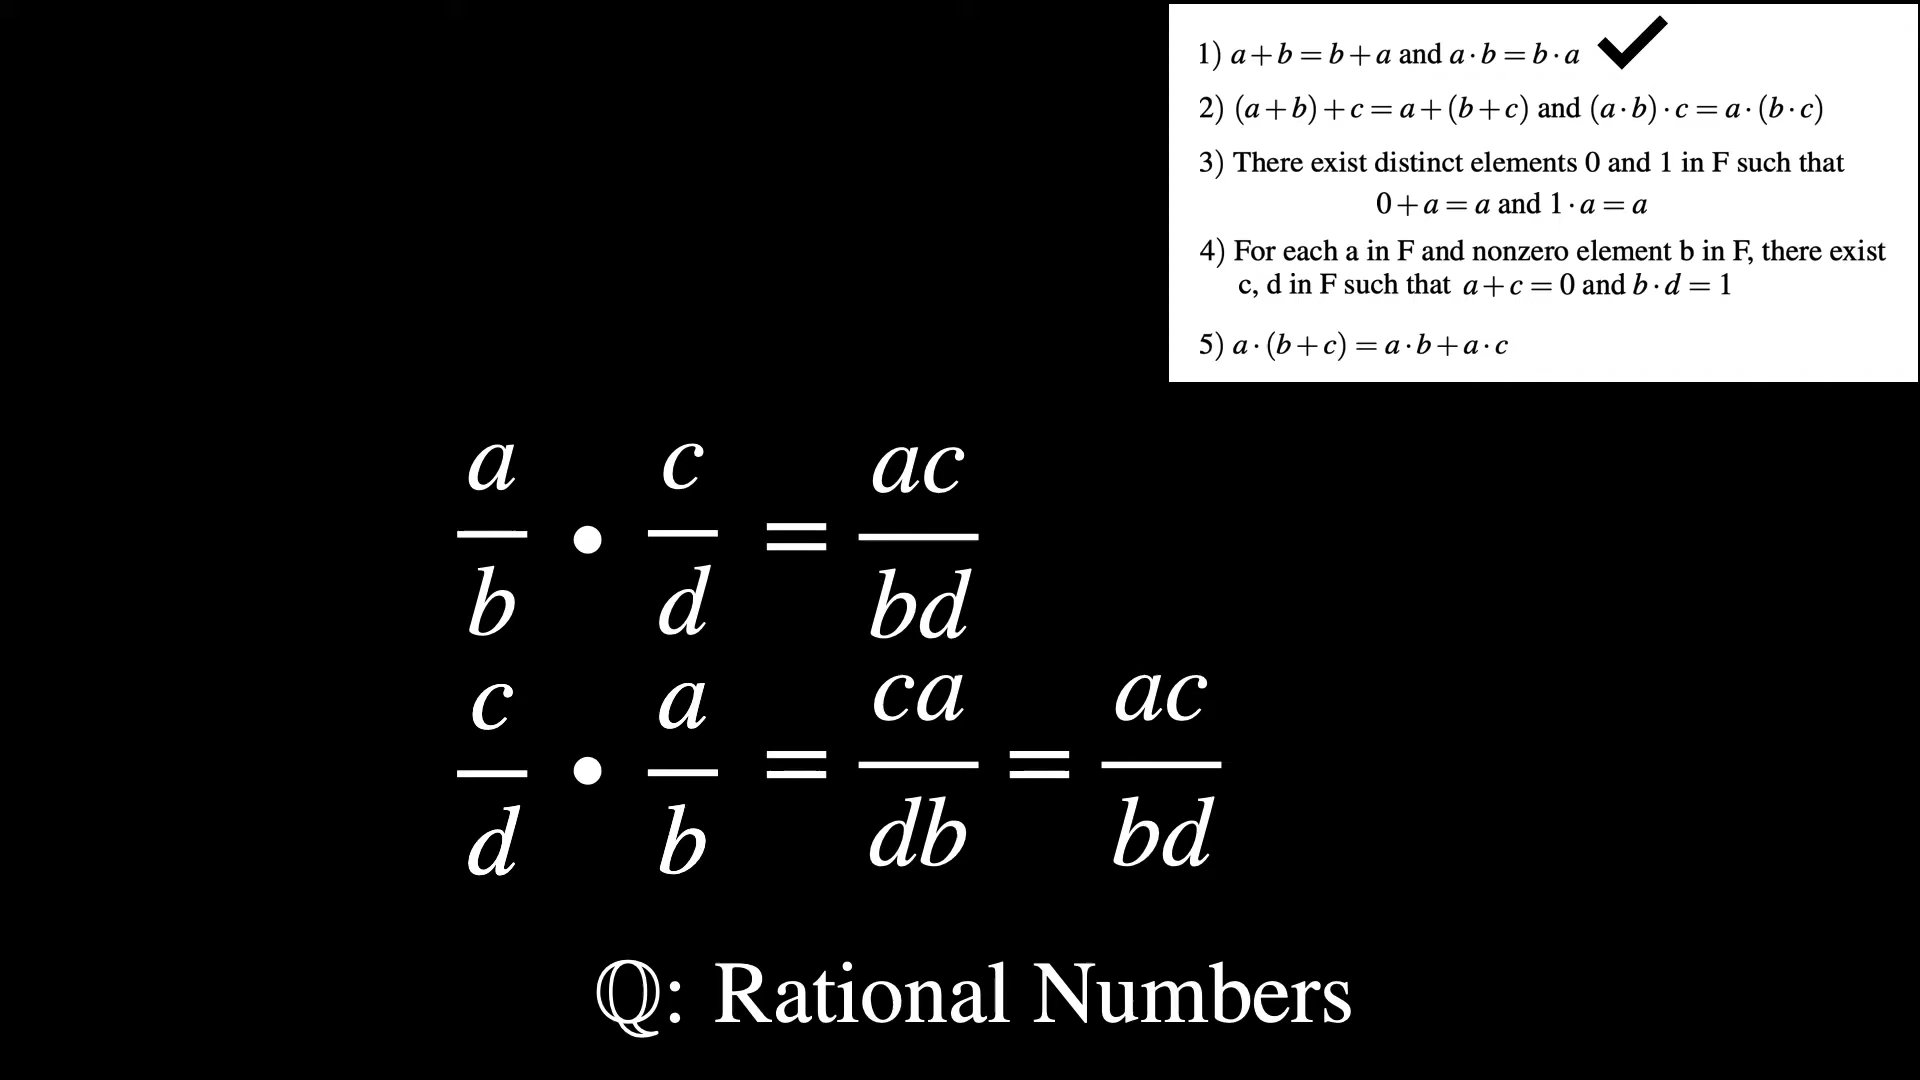 1) a + b = b + a and a · b = b · a ✓
2) (a + b) + c = a + (b + c) and (a · b) · c = a · (b · c)
3) There exist distinct elements 0 and 1 in F such that
0 + a = a and 1 · a = a
4) For each a in F and nonzero element b in F, there exist
c, d in F such that a + c = 0 and b · d = 1
5) a · (b + c) = a · b + a · c
a/b · c/d = ac/bd
c/d · a/b = ca/db = ac/bd
ℚ: Rational Numbers